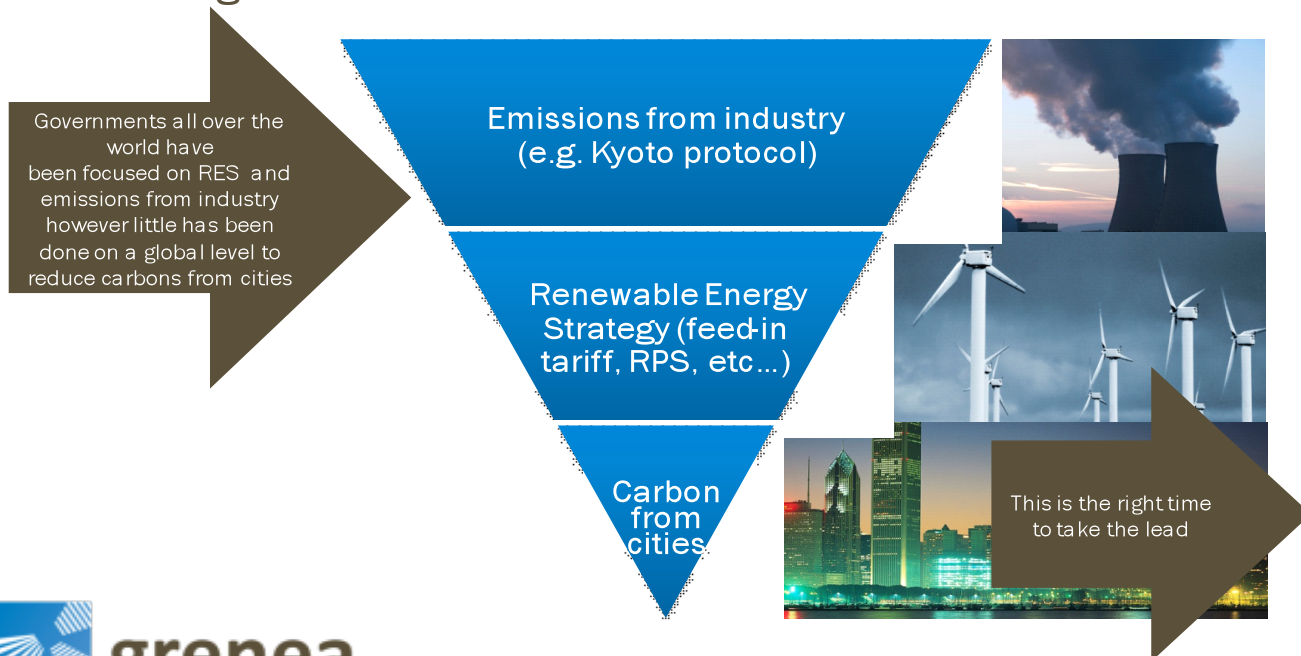 Governments all over the
world have
been focused on RES and
emissions from industry
however little has been
done on a global level to
reduce carbons from cities
Emissions from industry
(e.g. Kyoto protocol)
Renewable Energy
Strategy (feed-in
tariff, RPS, etc...)
Carbon
from
cities
This is the right time
to take the lead
grenea